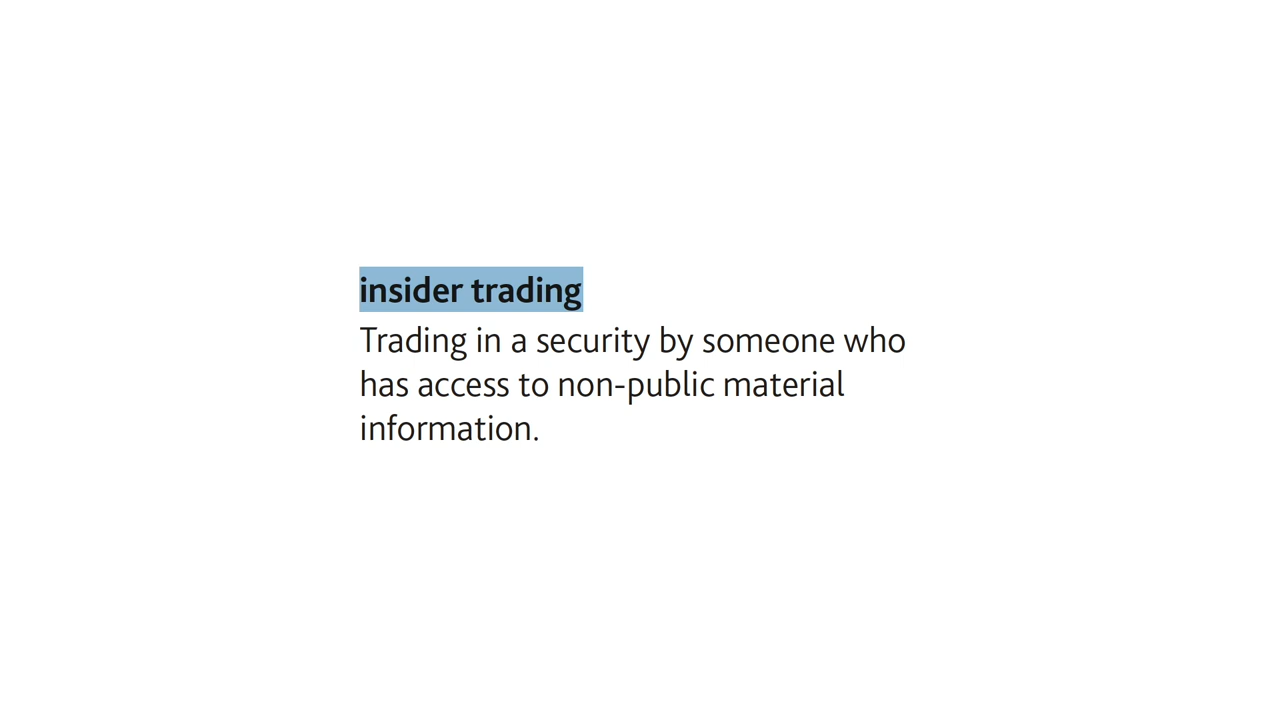 insider trading
Trading in a security by someone who
has access to non-public material
information.